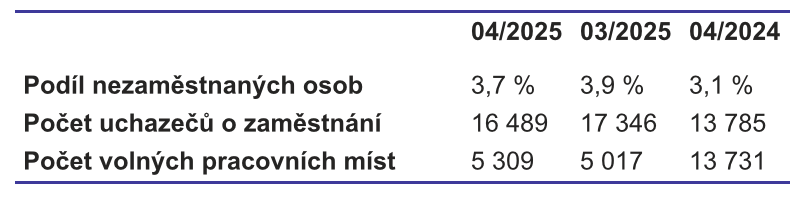 04/2025 03/2025 04/2024
Podíl nezaměstnaných osob 3,7 % 3,9 % 3,1 %
Počet uchazečů o zaměstnání 16 489 17 346 13 785
Počet volných pracovních míst 5 309 5 017 13 731